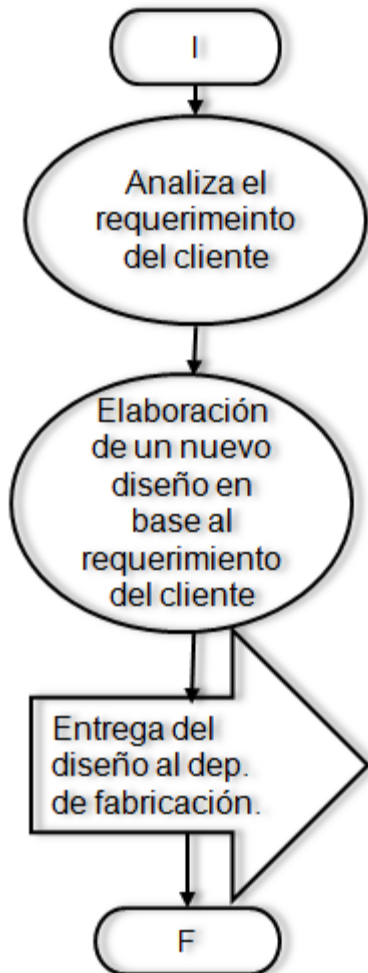 I
Analiza el
requerimeinto
del cliente
Elaboración
de un nuevo
diseño en
base al
requerimiento
del cliente
Entrega del
diseño al dep.
de fabricación.
F